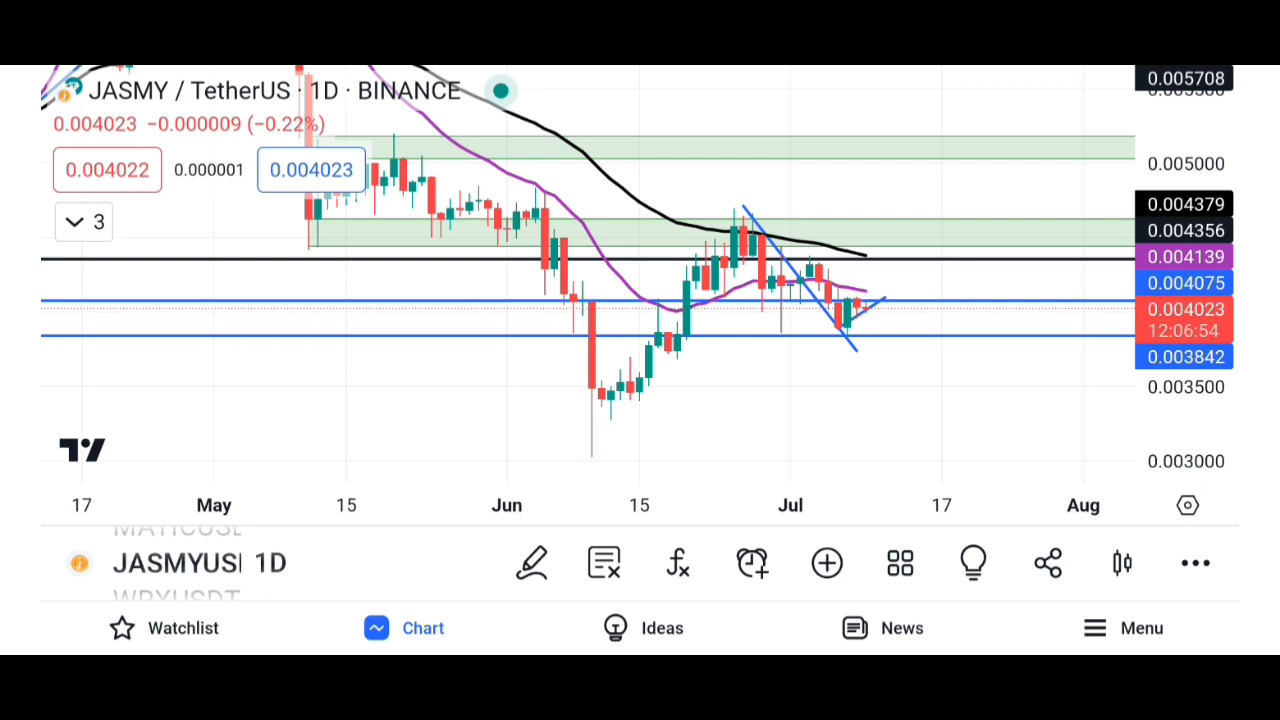 JASMY / TetherUS · 1D · BINANCE
0.004023 −0.000009 (−0.22%)
0.004022 0.000001 0.004023
3
0.005708
0.005000
0.004379
0.004356
0.004139
0.004075
0.004023
12:06:54
0.003842
0.003500
0.003000
17 May 15 Jun 15 Jul 17 Aug
JASMYUS 1D
Watchlist Chart Ideas News Menu